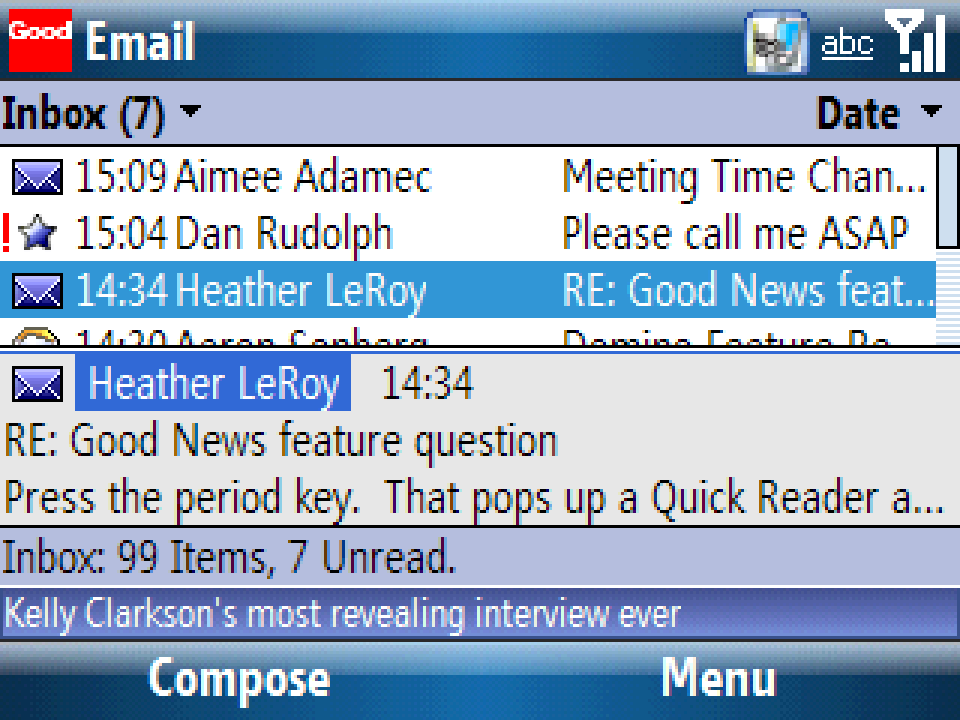 Good Email abc
Inbox (7) Date
15:09 Aimee Adamec Meeting Time Chan...
! 15:04 Dan Rudolph Please call me ASAP
14:34 Heather LeRoy RE: Good News feat...
14:30 Aaron
Heather LeRoy 14:34
RE: Good News feature question
Press the period key. That pops up a Quick Reader a...
Inbox: 99 Items, 7 Unread.
Kelly Clarkson's most revealing interview ever
Compose Menu